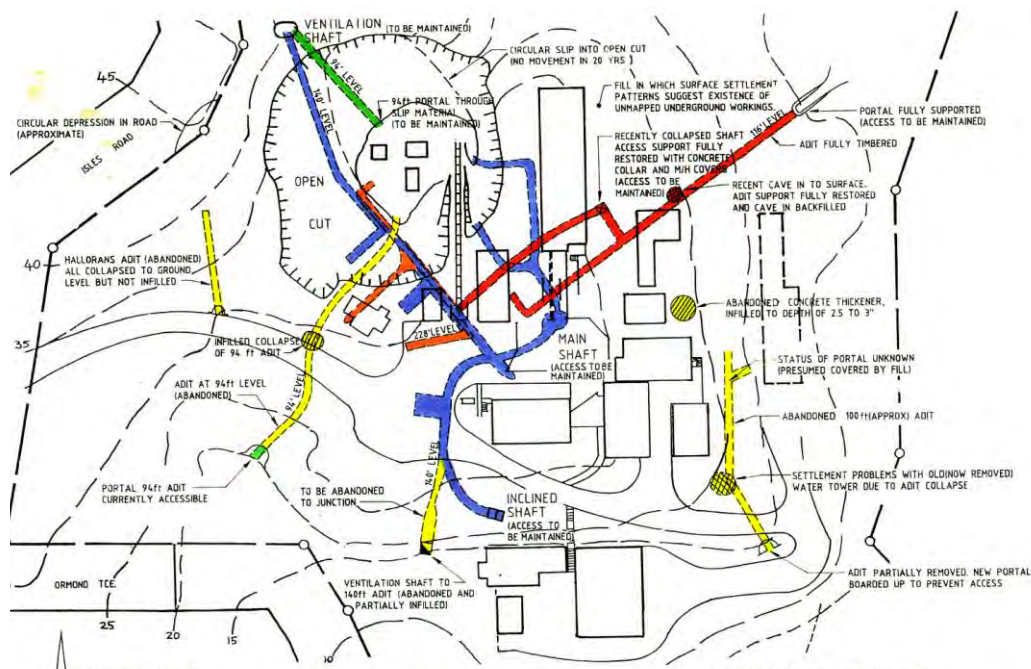 VENTILATION
SHAFT
(TO BE MAINTAINED)
94' LEVEL
140' LEVEL
CIRCULAR SLIP INTO OPEN CUT
(NO MOVEMENT IN 20 YRS )
45
CIRCULAR DEPRESSION IN ROAD
(APPROXIMATE)
ISLES ROAD
94ft PORTAL THROUGH
SLIP MATERIAL
(TO BE MAINTAINED)
FILL IN WHICH SURFACE SETTLEMENT
PATTERNS SUGGEST EXISTENCE OF
UNMAPPED UNDERGROUND WORKINGS.
RECENTLY COLLAPSED SHAFT
ACCESS SUPPORT FULLY
RESTORED WITH CONCRETE
COLLAR AND M/H COVERS
(ACCESS TO BE
MAINTAINED)
116' LEVEL
PORTAL FULLY SUPPORTED
(ACCESS TO BE MAINTAINED)
ADIT FULLY TIMBERED
RECENT CAVE IN TO SURFACE.
ADIT SUPPORT FULLY RESTORED
AND CAVE IN BACKFILLED
OPEN
CUT
40
HALLORANS ADIT (ABANDONED)
ALL COLLAPSED TO GROUND
LEVEL BUT NOT INFILLED
ABANDONED CONCRETE THICKENER,
INFILLED TO DEPTH OF 2.5 TO 3"
35
INFILLED COLLAPSE
OF 94 ft ADIT
228' LEVEL
MAIN
SHAFT
(ACCESS TO BE
MAINTAINED)
STATUS OF PORTAL UNKNOWN
(PRESUMED COVERED BY FILL)
ADIT AT 94ft LEVEL
(ABANDONED)
94' LEVEL
ABANDONED 100ft(APPROX) ADIT
PORTAL 94ft ADIT
CURRENTLY ACCESSIBLE
TO BE ABANDONED
TO JUNCTION
140' LEVEL
INCLINED
SHAFT
(ACCESS TO
BE MAINTAINED)
SETTLEMENT PROBLEMS WITH OLD(NOW REMOVED)
WATER TOWER DUE TO ADIT COLLAPSE
VENTILATION SHAFT TO
140ft ADIT (ABANDONED AND
PARTIALLY INFILLED)
ADIT PARTIALLY REMOVED. NEW PORTAL
BOARDED UP TO PREVENT ACCESS
ORMOND TCE.
25
20
15
10